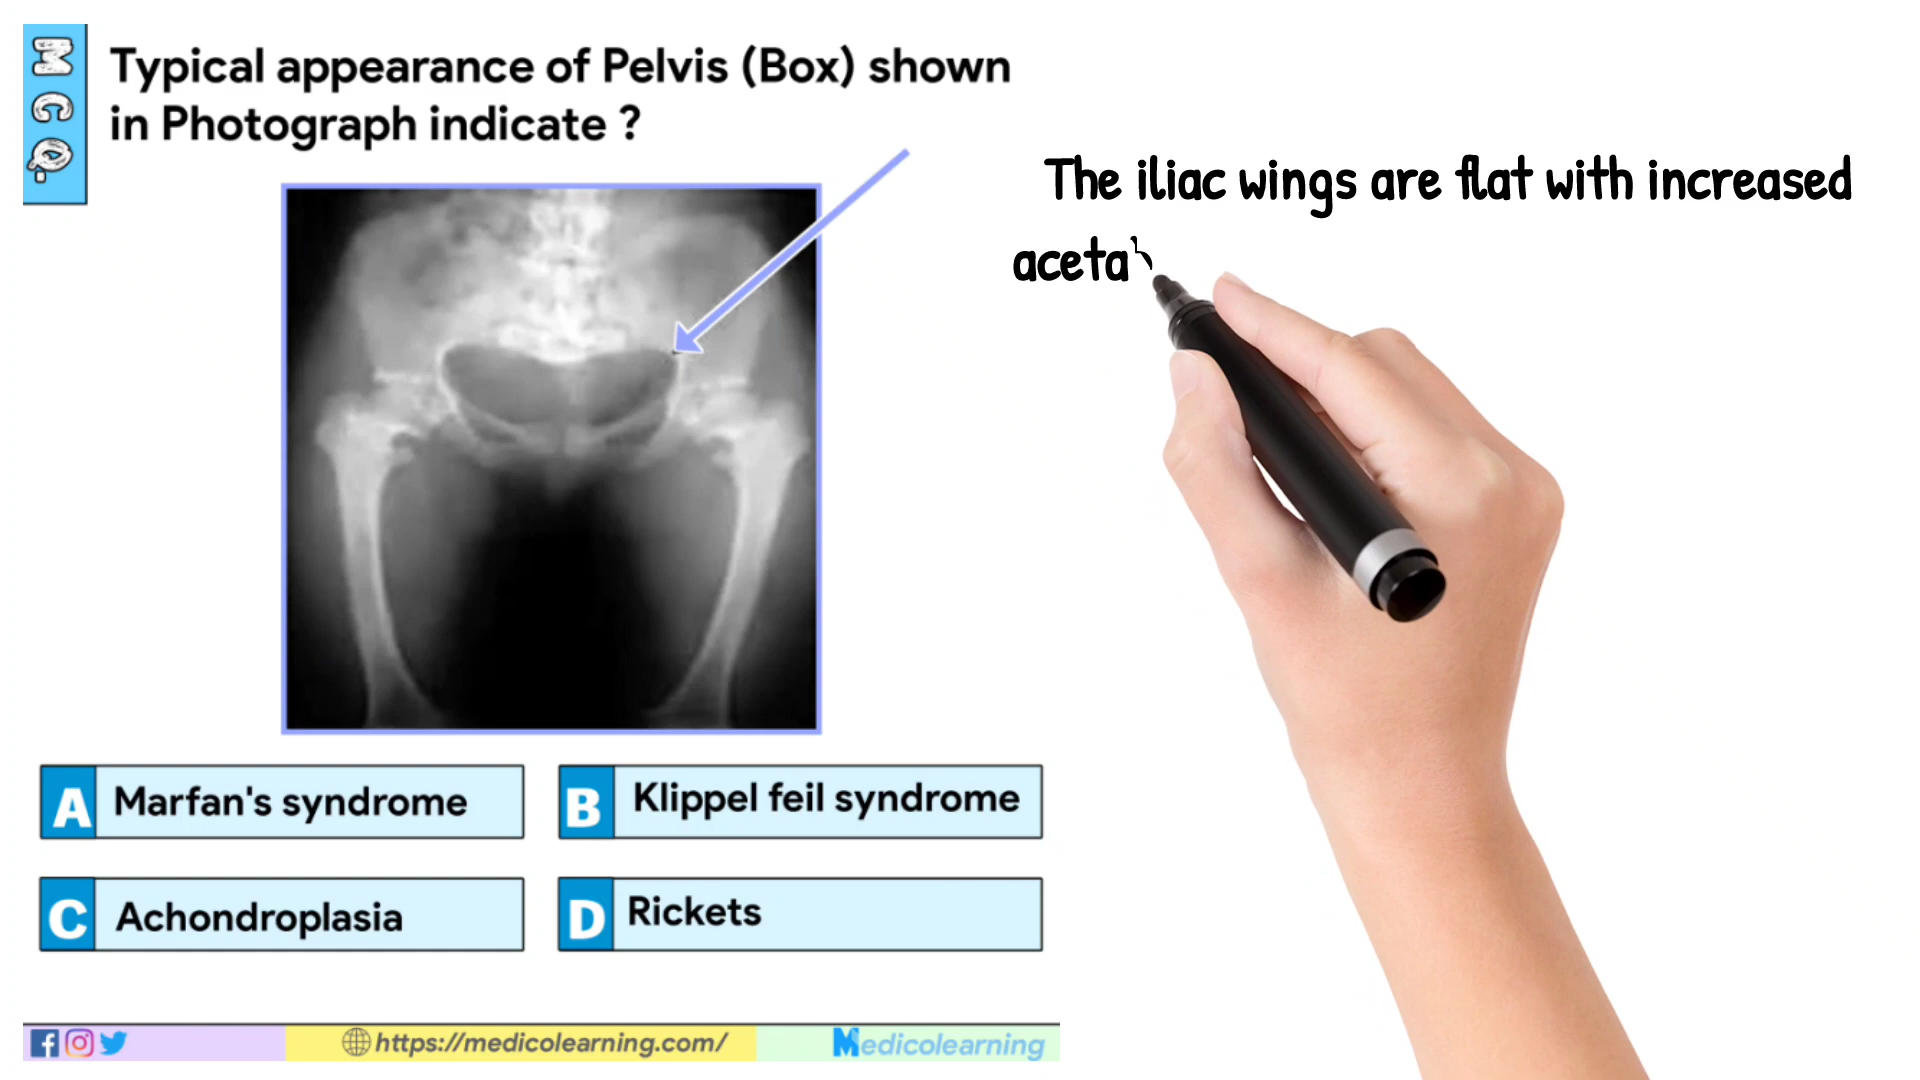 MCQ
Typical appearance of Pelvis (Box) shown
in Photograph indicate ?
The iliac wings are flat with increased
aceta
A Marfan's syndrome
B Klippel feil syndrome
C Achondroplasia
D Rickets
https://medicolearning.com/
Medicolearning